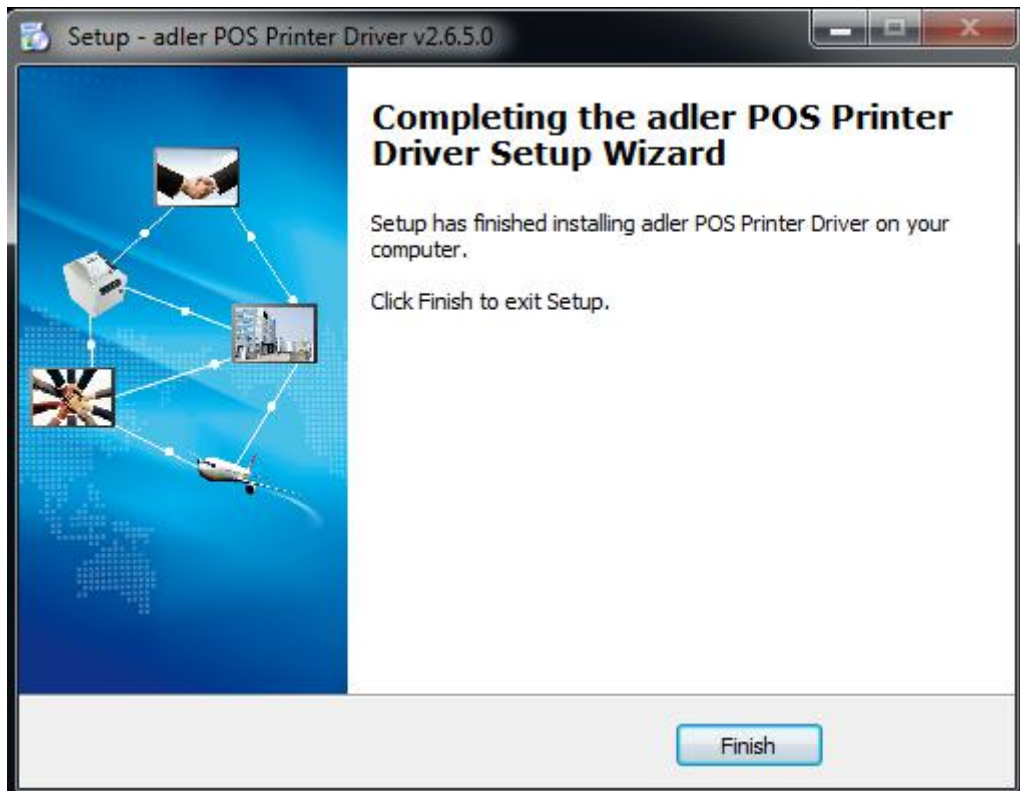 Setup - adler POS Printer Driver v2.6.5.0
Completing the adler POS Printer
Driver Setup Wizard
Setup has finished installing adler POS Printer Driver on your
computer.
Click Finish to exit Setup.
Finish